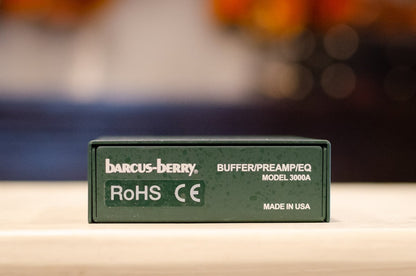 barcus-berry® BUFFER/PREAMP/EQ
MODEL 3000A
RoHS CE
MADE IN USA